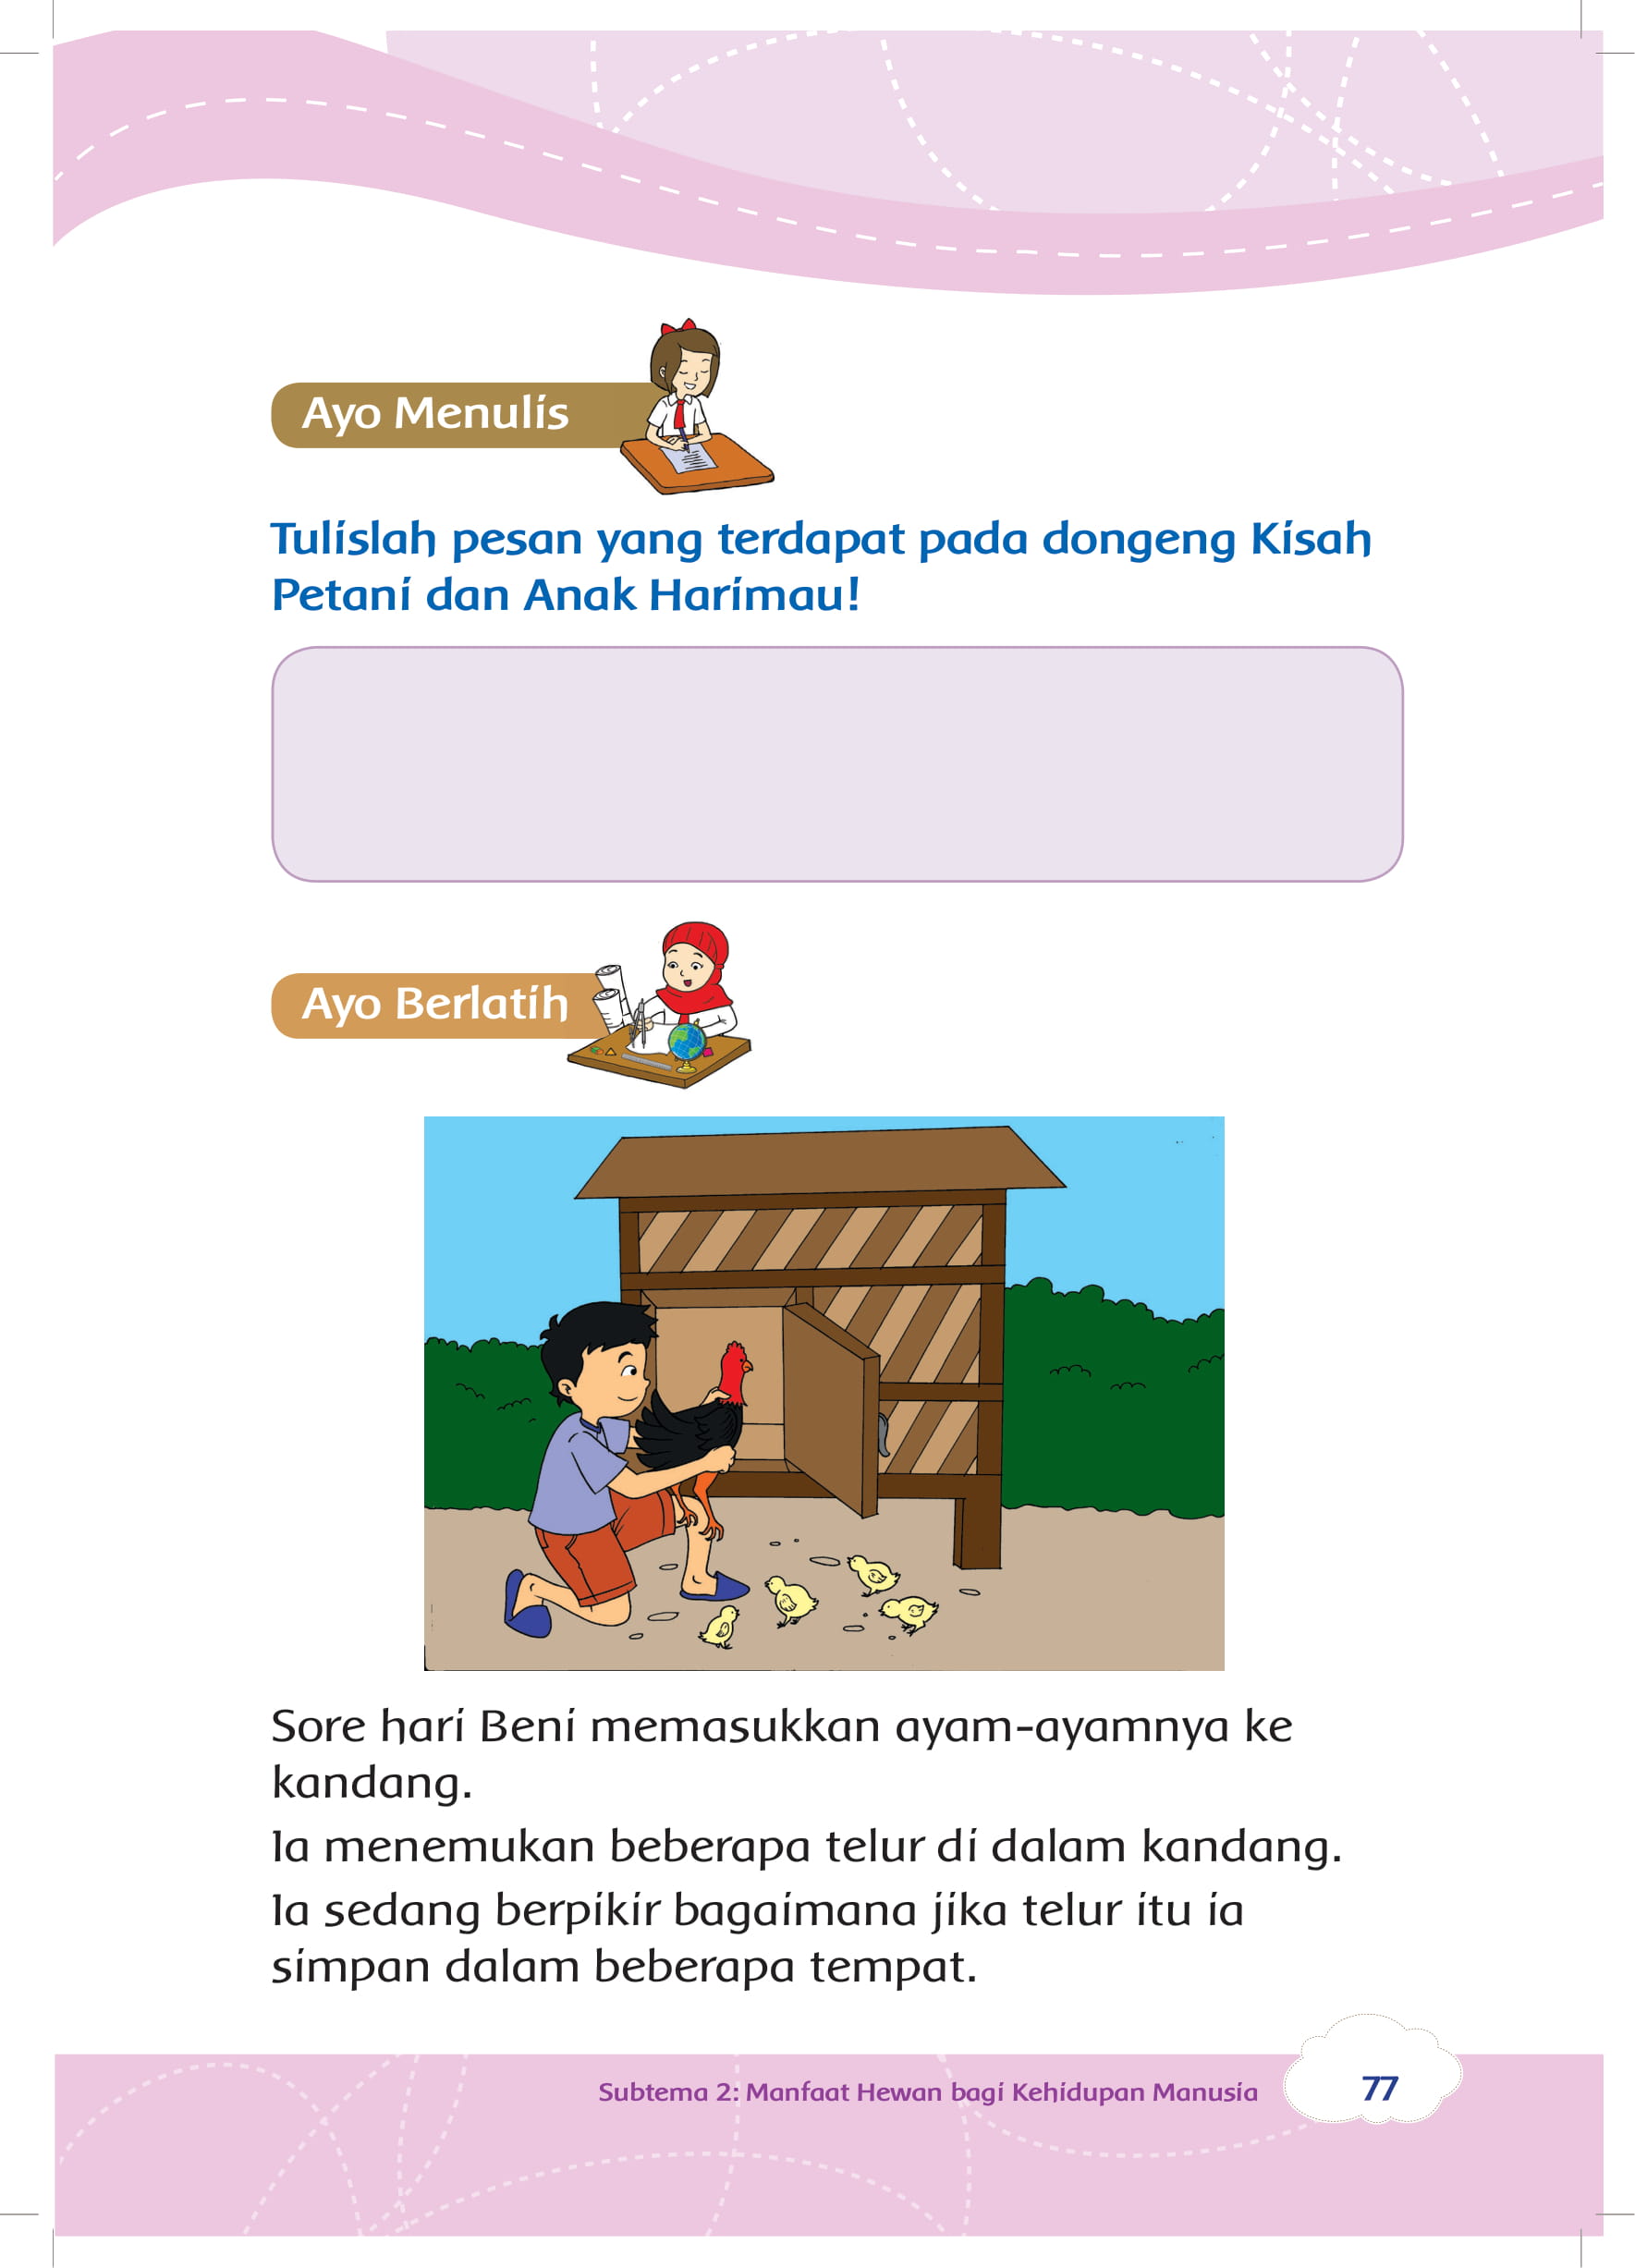 Ayo Menulis
Tulislah pesan yang terdapat pada dongeng Kisah
Petani dan Anak Harimau!
Ayo Berlatih
Sore hari Beni memasukkan ayam-ayamnya ke
kandang.
Ia menemukan beberapa telur di dalam kandang.
Ia sedang berpikir bagaimana jika telur itu ia
simpan dalam beberapa tempat.
Subtema 2: Manfaat Hewan bagi Kehidupan Manusia
77